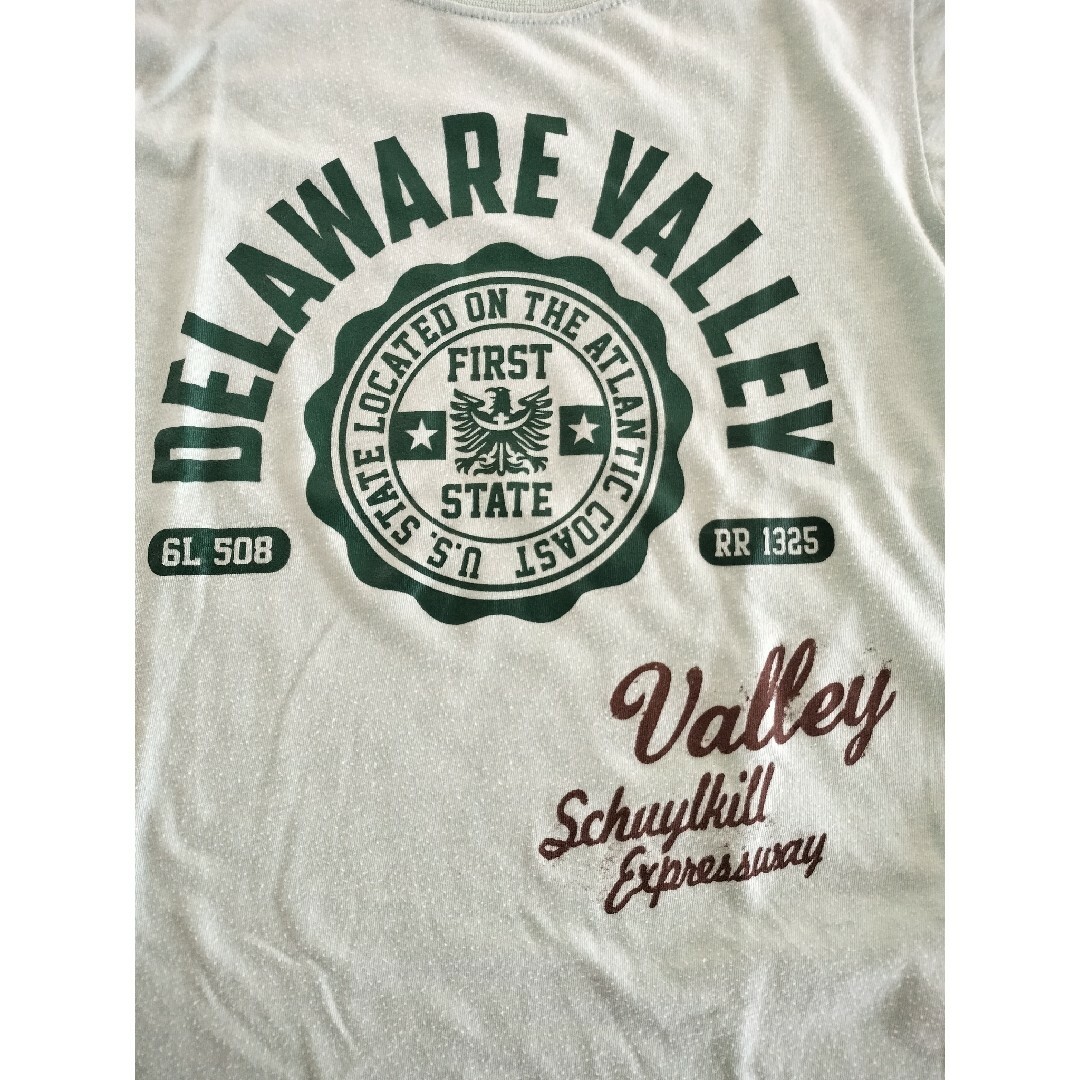 DELAWARE VALLEY
U.S. STATE LOCATED ON THE ATLANTIC COAST
FIRST
STATE
6L 508
RR 1325
Valley
Schuylkill
Expressway